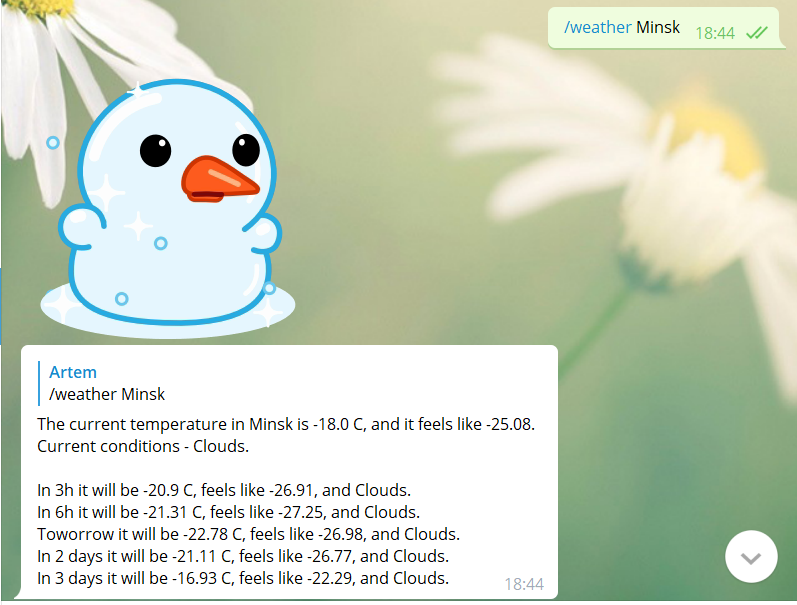 /weather Minsk 18:44
Artem
/weather Minsk
The current temperature in Minsk is -18.0 C, and it feels like -25.08.
Current conditions - Clouds.
In 3h it will be -20.9 C, feels like -26.91, and Clouds.
In 6h it will be -21.31 C, feels like -27.25, and Clouds.
Toworrow it will be -22.78 C, feels like -26.98, and Clouds.
In 2 days it will be -21.11 C, feels like -26.77, and Clouds.
In 3 days it will be -16.93 C, feels like -22.29, and Clouds.
18:44